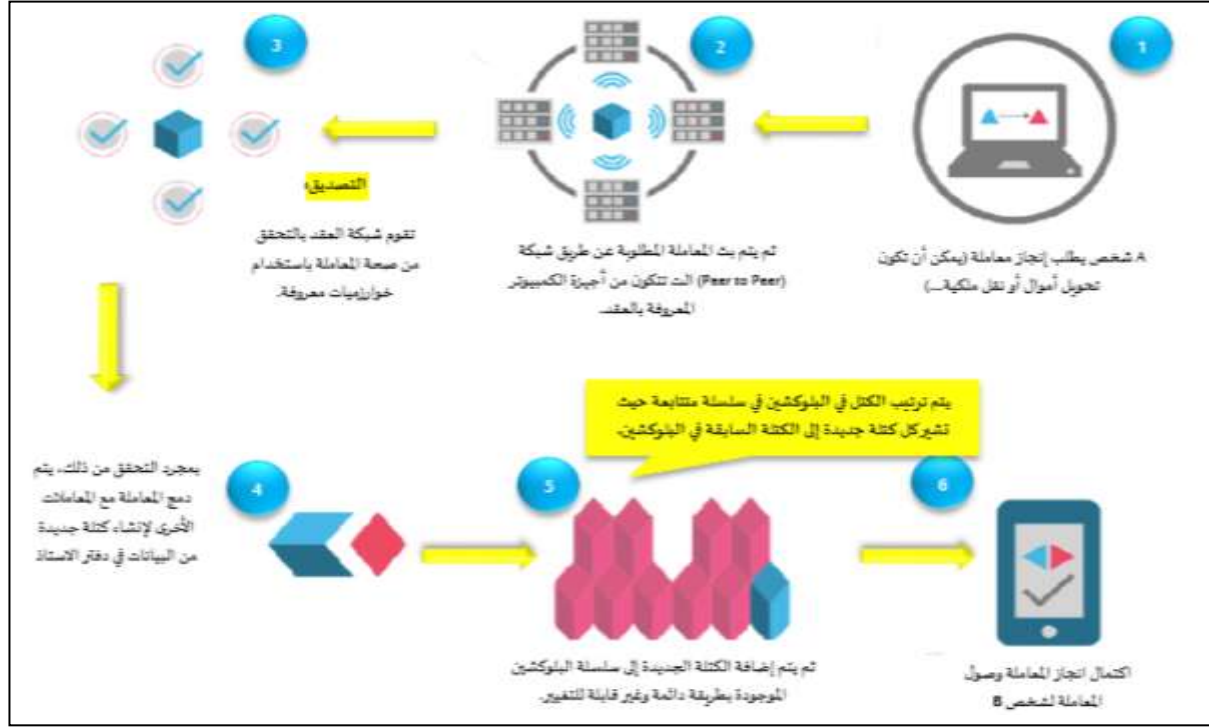 1
A شخص يطلب إنجاز معاملة (يمكن أن تكون
تحويل أموال أو نقل ملكية...)
2
ثم يتم بث المعاملة المطلوبة عن طريق شبكة
(Peer to Peer) الت تتكون من أجهزة الكمبيوتر
المعروفة بالعقد.
3
التصديق:
تقوم شبكة العقد بالتحقق
من صحة المعاملة باستخدام
خوارزميات معروفة.
4
بمجرد التحقق من ذلك، يتم
دمج المعاملة مع المعاملات
الأخرى لإنشاء كتلة جديدة
من البيانات في دفتر الاستاذ
يتم ترتيب الكتل في البلوكشين في سلسلة متتابعة حيث
تشير كل كتلة جديدة إلى الكتلة السابقة في البلوكشين.
5
ثم يتم إضافة الكتلة الجديدة إلى سلسلة البلوكشين
الموجودة بطريقة دائمة وغير قابلة للتغيير.
6
اكتمال انجاز المعاملة وصول
المعاملة لشخص B